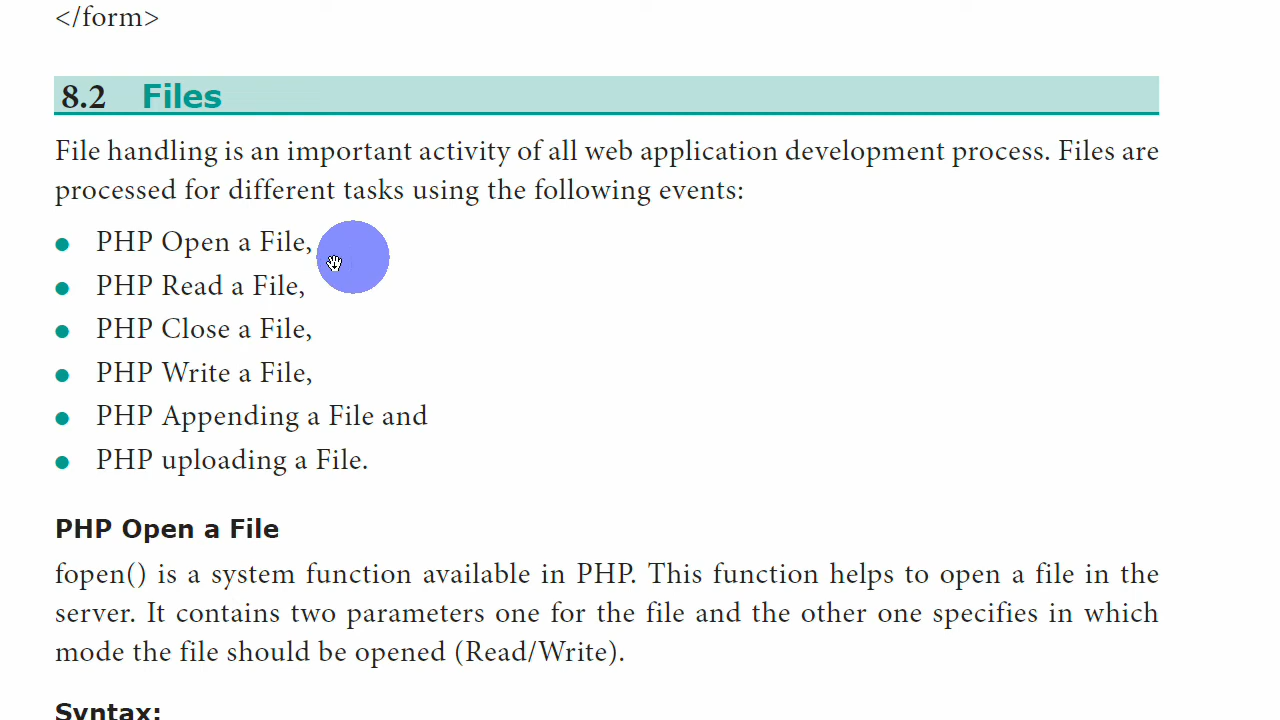 </form>
8.2 Files
File handling is an important activity of all web application development process. Files are
processed for different tasks using the following events:
● PHP Open a File,
● PHP Read a File,
● PHP Close a File,
● PHP Write a File,
● PHP Appending a File and
● PHP uploading a File.
PHP Open a File
fopen() is a system function available in PHP. This function helps to open a file in the
server. It contains two parameters one for the file and the other one specifies in which
mode the file should be opened (Read/Write).
Syntax: